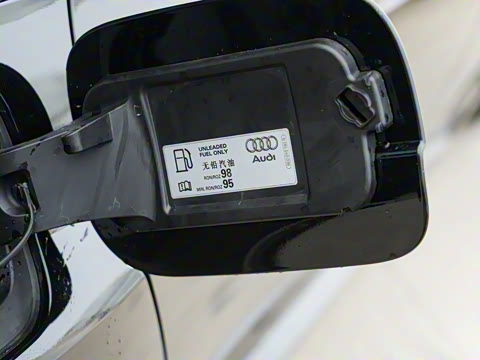 UNLEADED
FUEL ONLY
无铅汽油
RON/ROZ 98
MIN. RON/ROZ 95
Audi